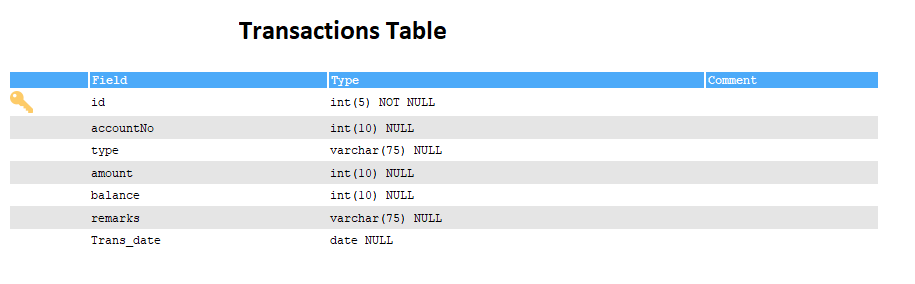 Transactions Table
Field Type Comment
id int(5) NOT NULL
accountNo int(10) NULL
type varchar(75) NULL
amount int(10) NULL
balance int(10) NULL
remarks varchar(75) NULL
Trans_date date NULL